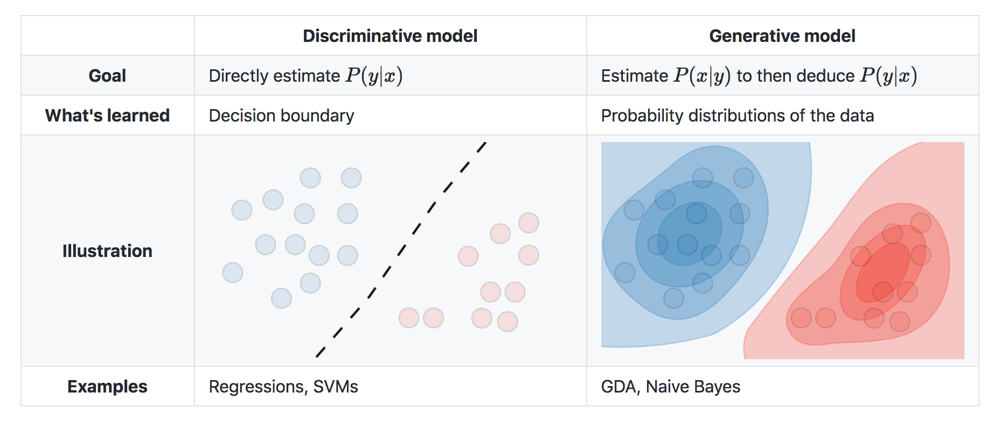 Discriminative model
Generative model
Goal
Directly estimate P(y|x)
Estimate P(x|y) to then deduce P(y|x)
What's learned
Decision boundary
Probability distributions of the data
Illustration
Examples
Regressions, SVMs
GDA, Naive Bayes